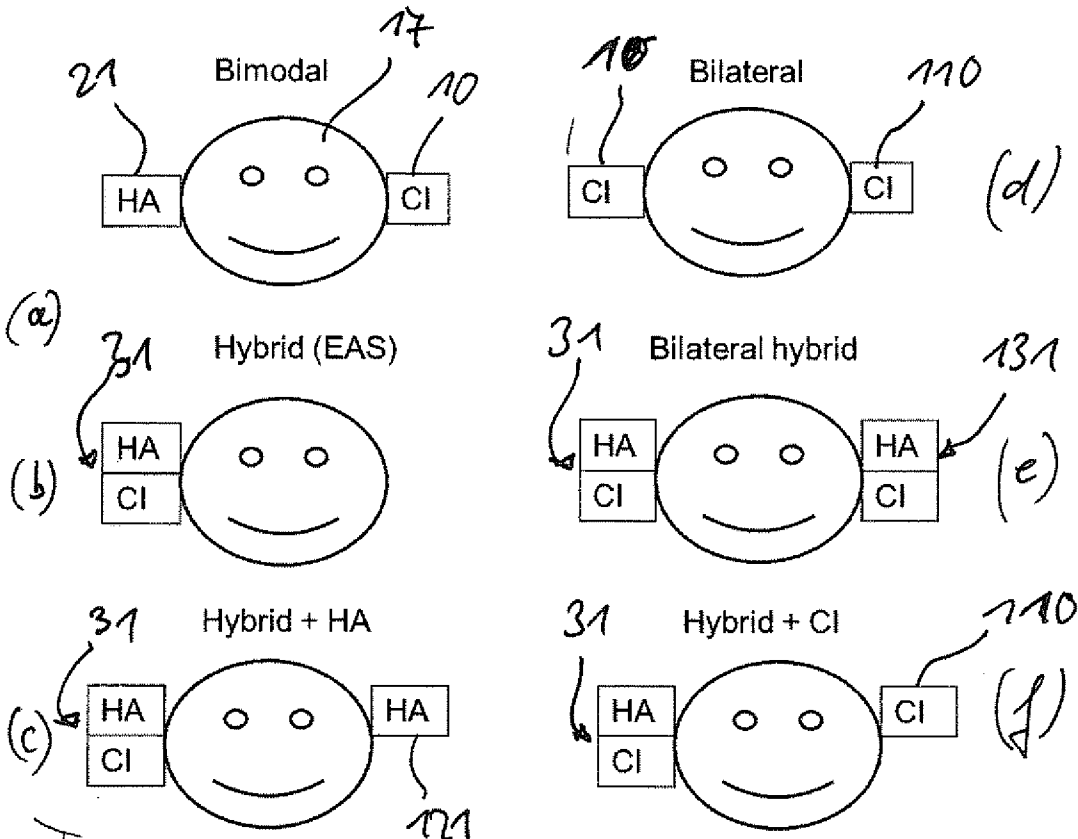 17
21 Bimodal 10
HA CI
10 Bilateral 110
CI CI (d)
(a)
31 Hybrid (EAS)
(b) HA
CI
31 Bilateral hybrid 131
HA HA (e)
CI CI
31 Hybrid + HA
(c) HA HA
CI
121
31 Hybrid + CI 110
HA CI (f)
CI